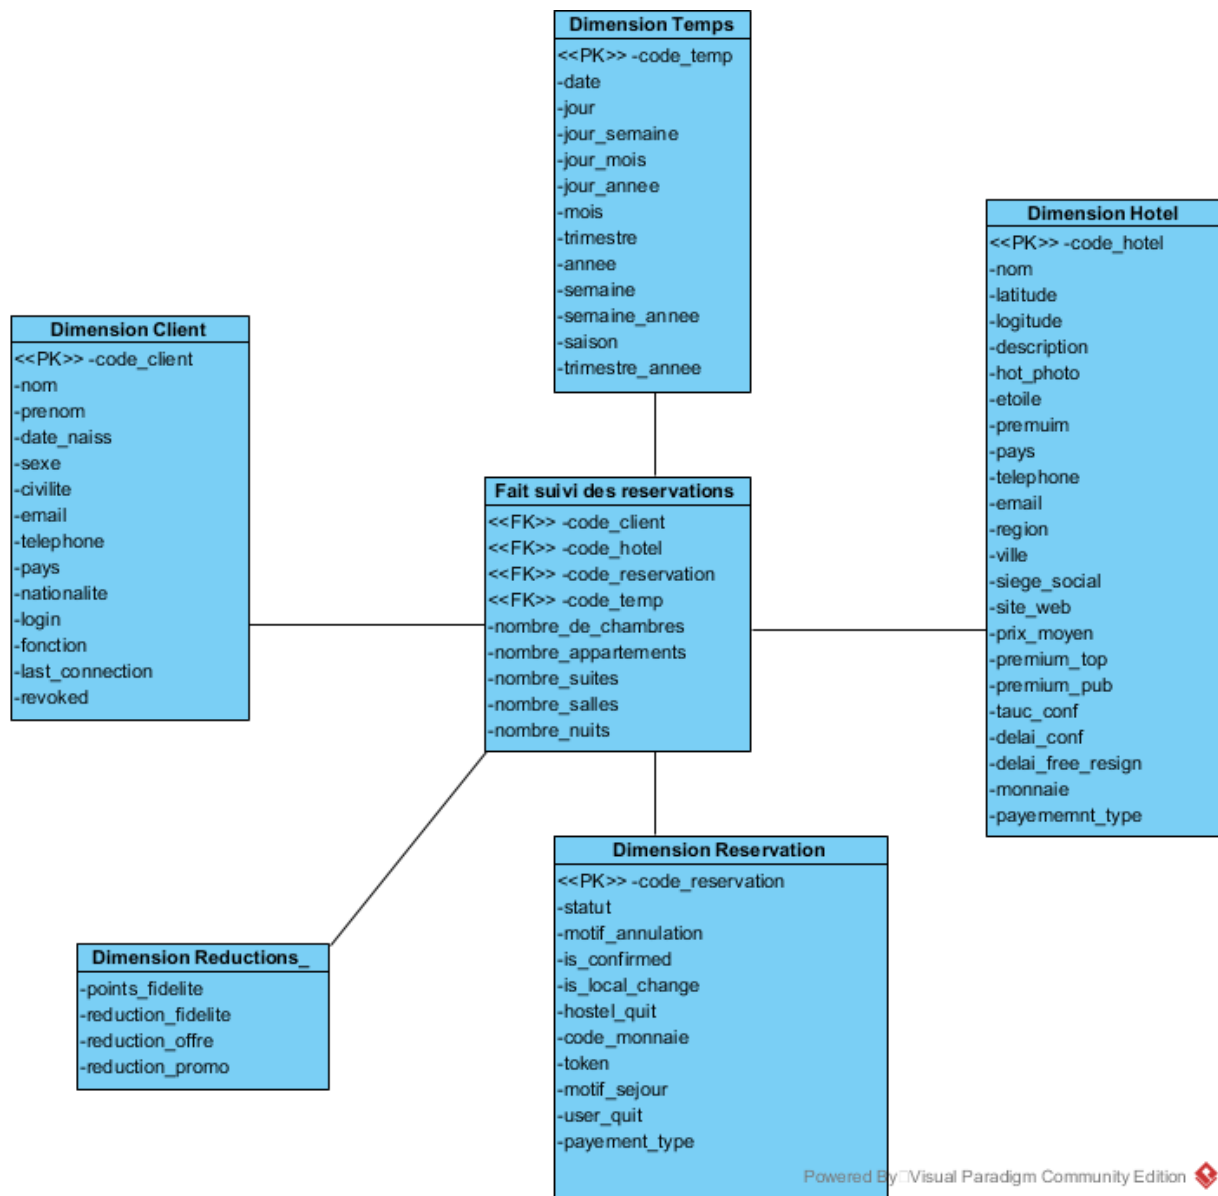 Dimension Temps
<<PK>> -code_temp
-date
-jour
-jour_semaine
-jour_mois
-jour_annee
-mois
-trimestre
-annee
-semaine
-semaine_annee
-saison
-trimestre_annee
Dimension Hotel
<<PK>> -code_hotel
-nom
-latitude
-logitude
-description
-hot_photo
-etoile
-premuim
-pays
-telephone
-email
-region
-ville
-siege_social
-site_web
-prix_moyen
-premium_top
-premium_pub
-tauc_conf
-delai_conf
-delai_free_resign
-monnaie
-payememnt_type
Dimension Client
<<PK>> -code_client
-nom
-prenom
-date_naiss
-sexe
-civilite
-email
-telephone
-pays
-nationalite
-login
-fonction
-last_connection
-revoked
Fait suivi des reservations
<<FK>> -code_client
<<FK>> -code_hotel
<<FK>> -code_reservation
<<FK>> -code_temp
-nombre_de_chambres
-nombre_appartements
-nombre_suites
-nombre_salles
-nombre_nuits
Dimension Reservation
<<PK>> -code_reservation
-statut
-motif_annulation
-is_confirmed
-is_local_change
-hostel_quit
-code_monnaie
-token
-motif_sejour
-user_quit
-payement_type
Dimension Reductions_
-points_fidelite
-reduction_fidelite
-reduction_offre
-reduction_promo
Powered By Visual Paradigm Community Edition